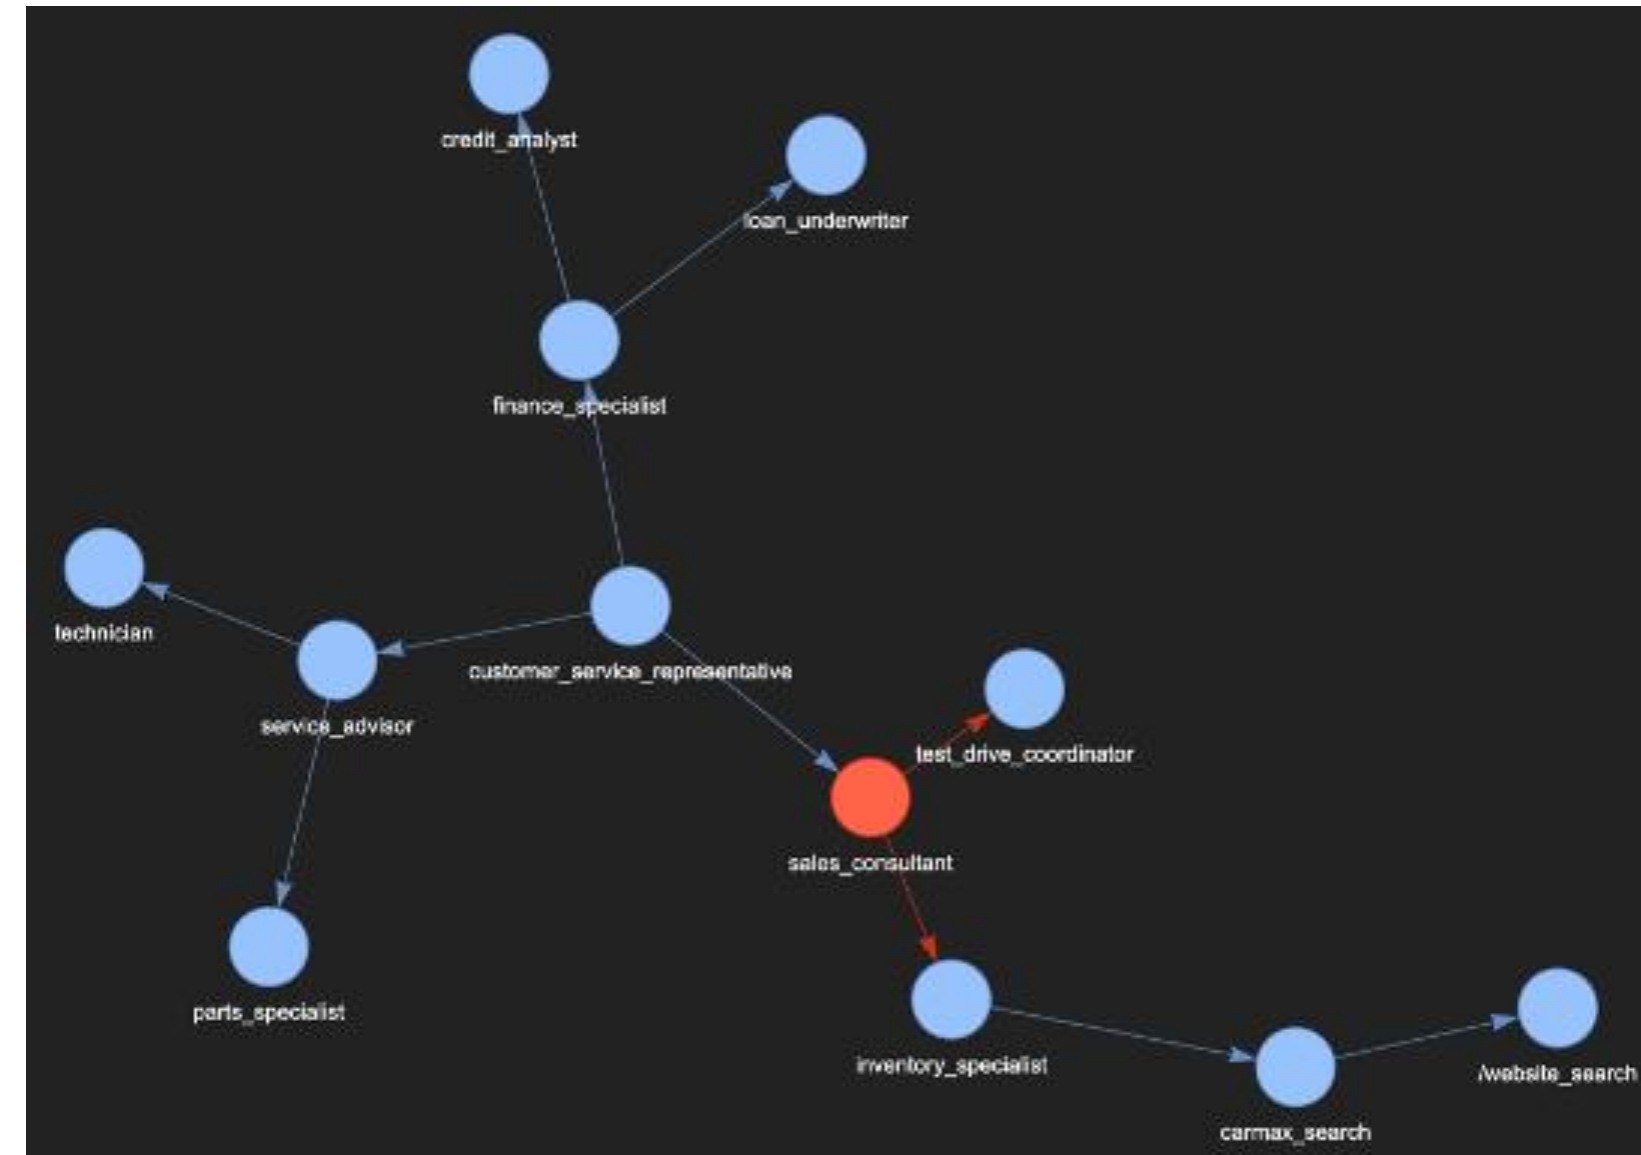 credit_analyst
loan_underwriter
finance_specialist
technician
customer_service_representative
service_advisor
test_drive_coordinator
sales_consultant
parts_specialist
inventory_specialist
/website_search
carmax_search